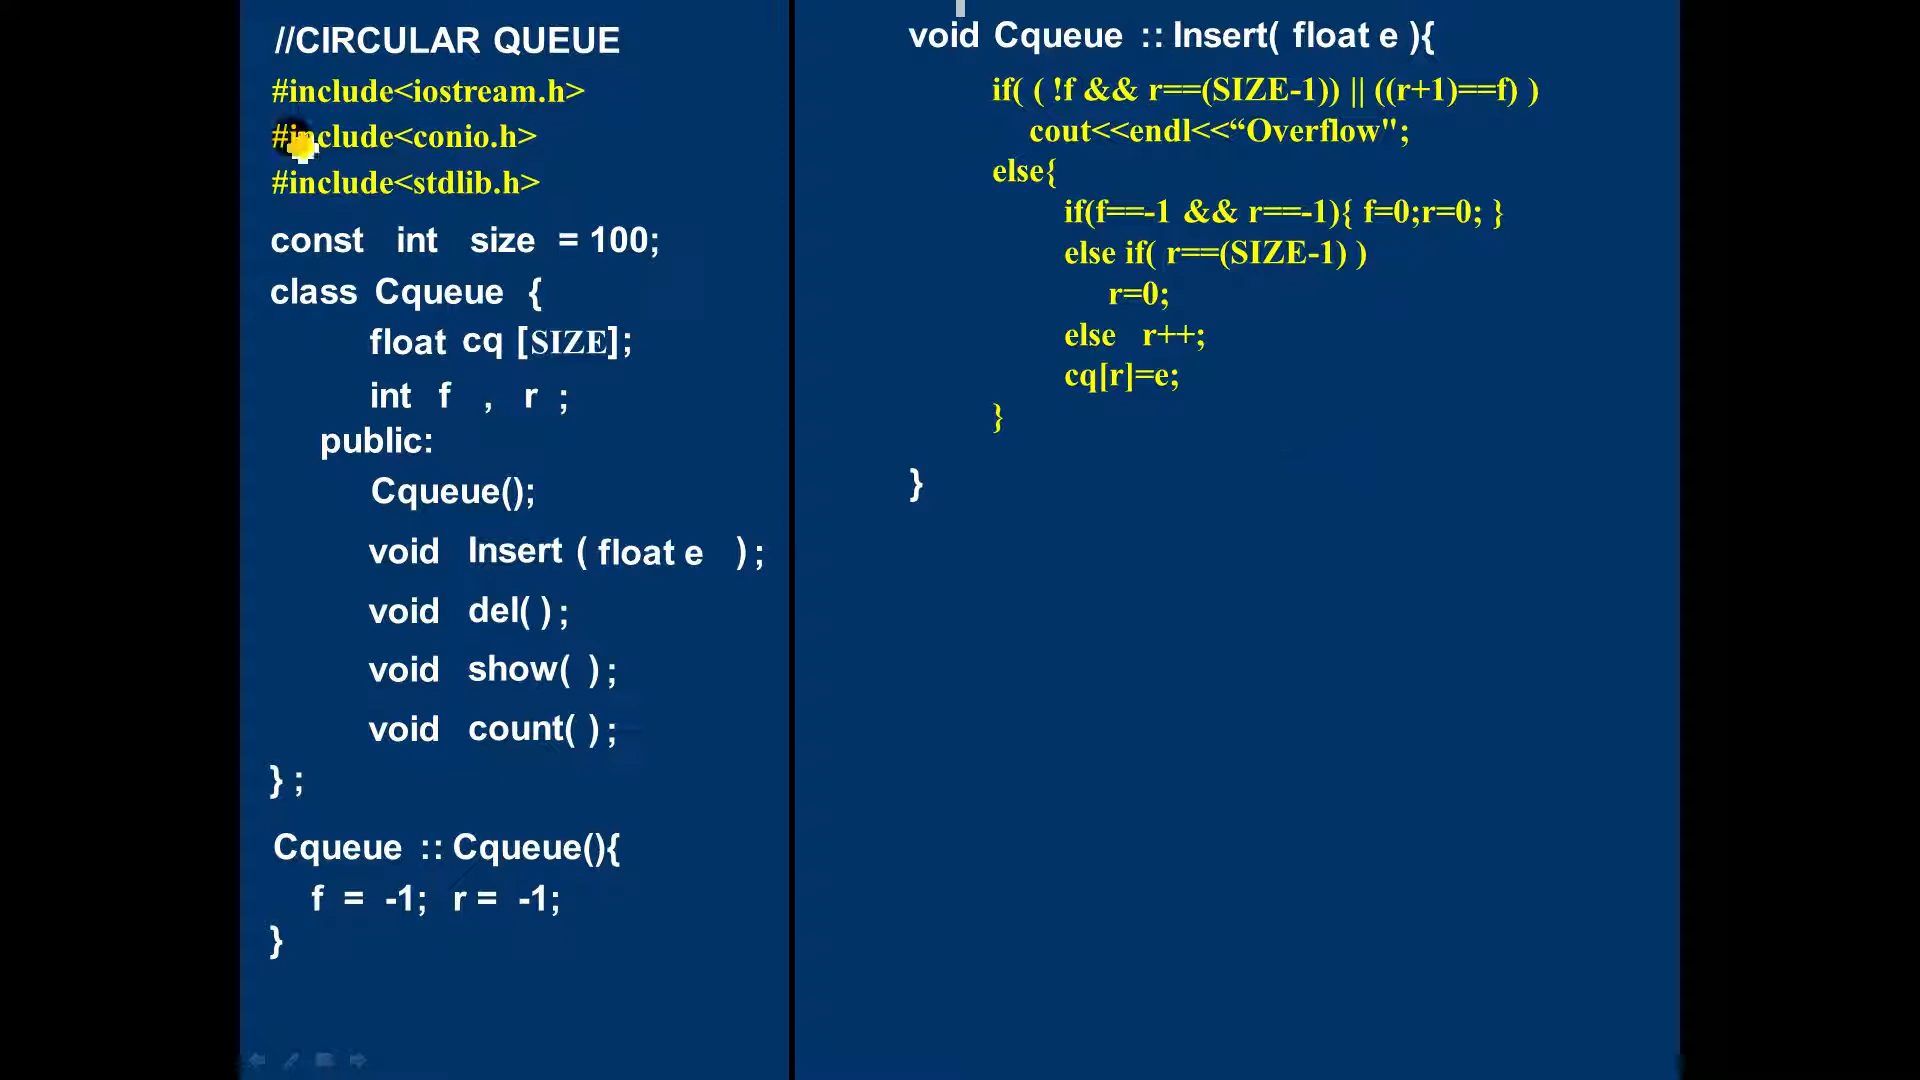 //CIRCULAR QUEUE
#include<iostream.h>
#include<conio.h>
#include<stdlib.h>
const int size = 100;
class Cqueue {
float cq [SIZE];
int f , r ;
public:
Cqueue();
void Insert ( float e ) ;
void del( ) ;
void show( ) ;
void count( ) ;
} ;
Cqueue :: Cqueue(){
f = -1; r = -1;
}
void Cqueue :: Insert( float e ){
if( ( !f && r==(SIZE-1)) || ((r+1)==f) )
cout<<endl<<“Overflow";
else{
if(f==-1 && r==-1){ f=0;r=0; }
else if( r==(SIZE-1) )
r=0;
else r++;
cq[r]=e;
}
}